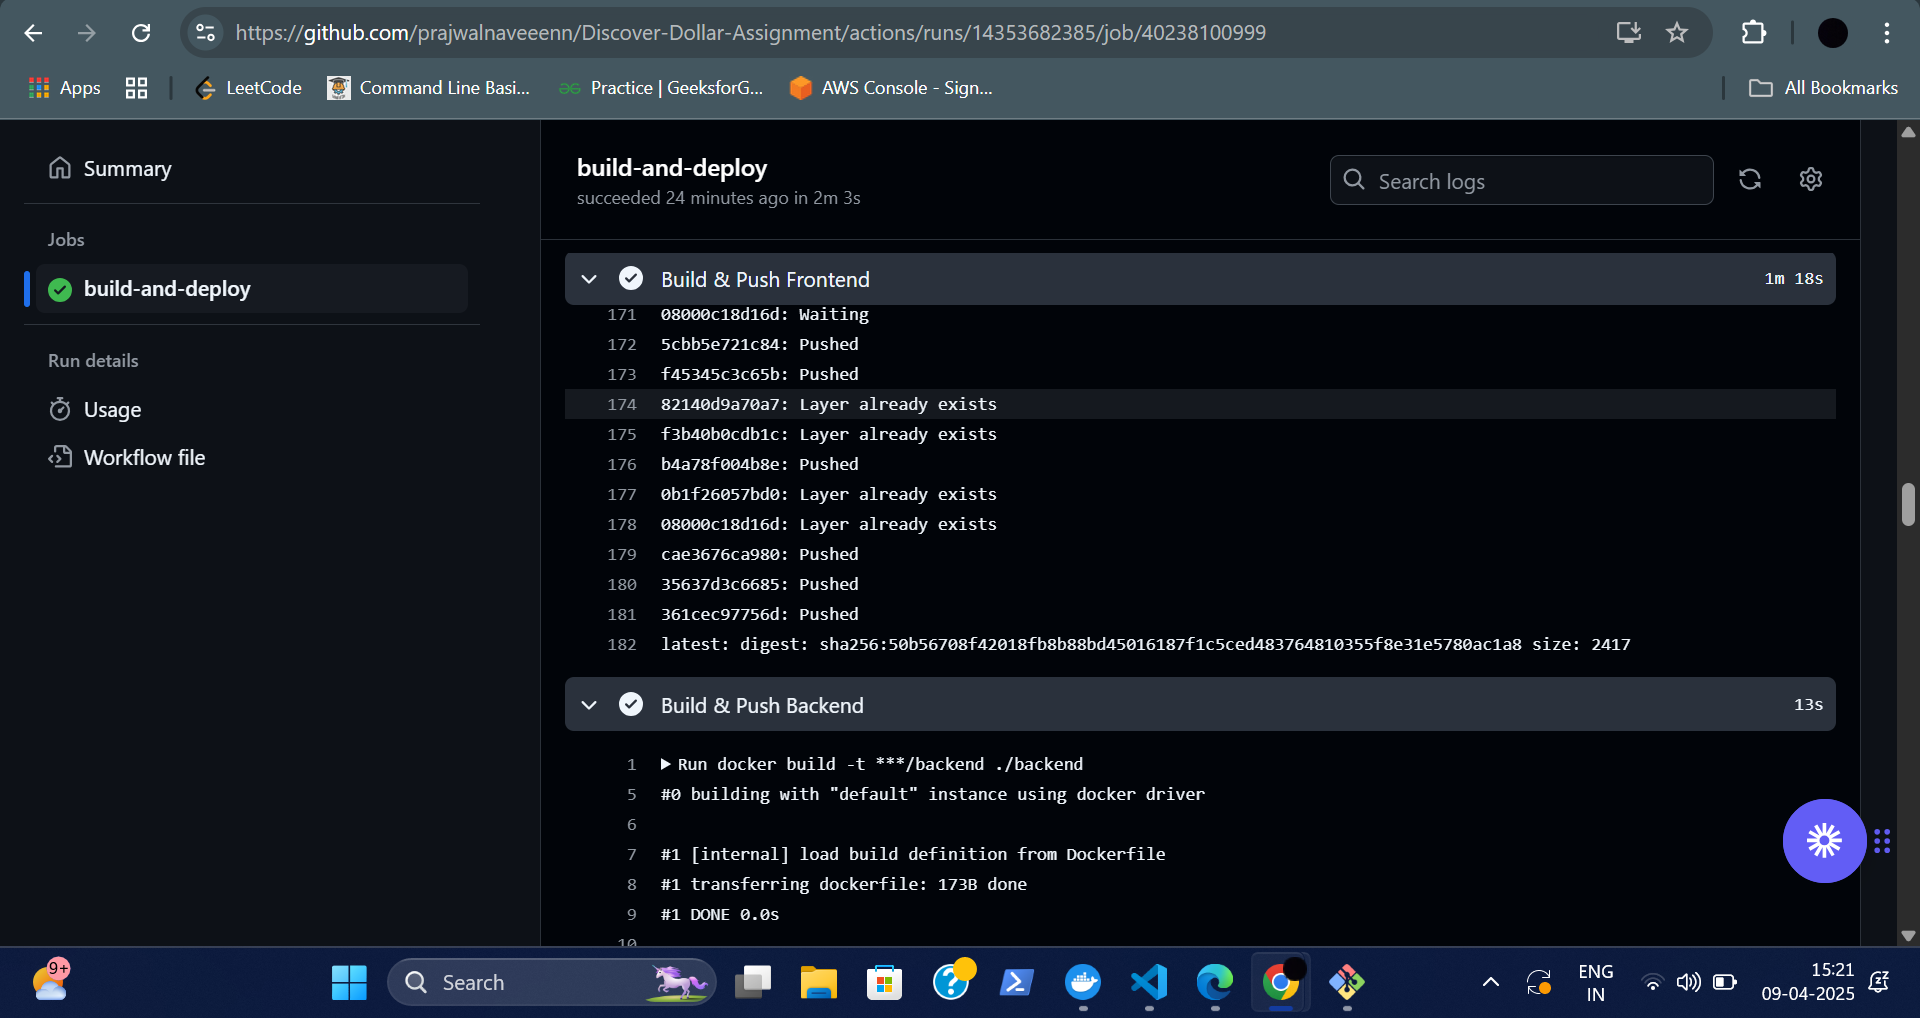 https://github.com/prajwalnaveeenn/Discover-Dollar-Assignment/actions/runs/14353682385/job/40238100999
Apps
LeetCode
Command Line Basi...
Practice | GeeksforG...
AWS Console - Sign...
All Bookmarks
Summary
Jobs
build-and-deploy
Run details
Usage
Workflow file
build-and-deploy
succeeded 24 minutes ago in 2m 3s
Search logs
Build & Push Frontend
1m 18s
171 08000c18d16d: Waiting
172 5cbb5e721c84: Pushed
173 f45345c3c65b: Pushed
174 82140d9a70a7: Layer already exists
175 f3b40b0cdb1c: Layer already exists
176 b4a78f004b8e: Pushed
177 0b1f26057bd0: Layer already exists
178 08000c18d16d: Layer already exists
179 cae3676ca980: Pushed
180 35637d3c6685: Pushed
181 361cec97756d: Pushed
182 latest: digest: sha256:50b56708f42018fb8b88bd45016187f1c5ced483764810355f8e31e5780ac1a8 size: 2417
Build & Push Backend
13s
1 Run docker build -t ***/backend ./backend
5 #0 building with "default" instance using docker driver
6
7 #1 [internal] load build definition from Dockerfile
8 #1 transferring dockerfile: 173B done
9 #1 DONE 0.0s
10
9+
Search
ENG
IN
15:21
09-04-2025